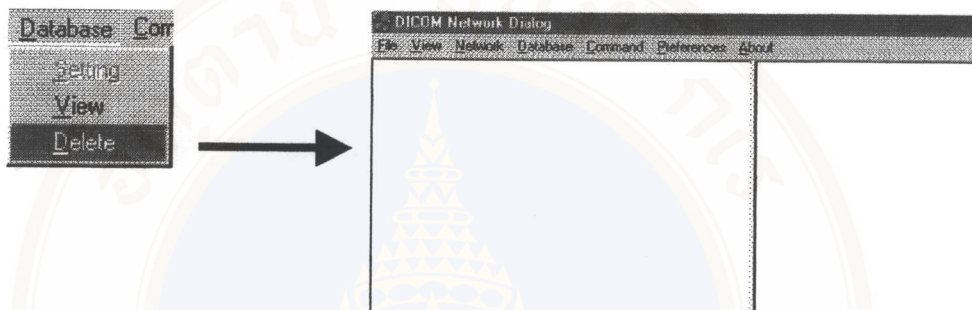 Database Com
Setting
View
Delete
DICOM Network Dialog
File View Network Database Command Preferences About